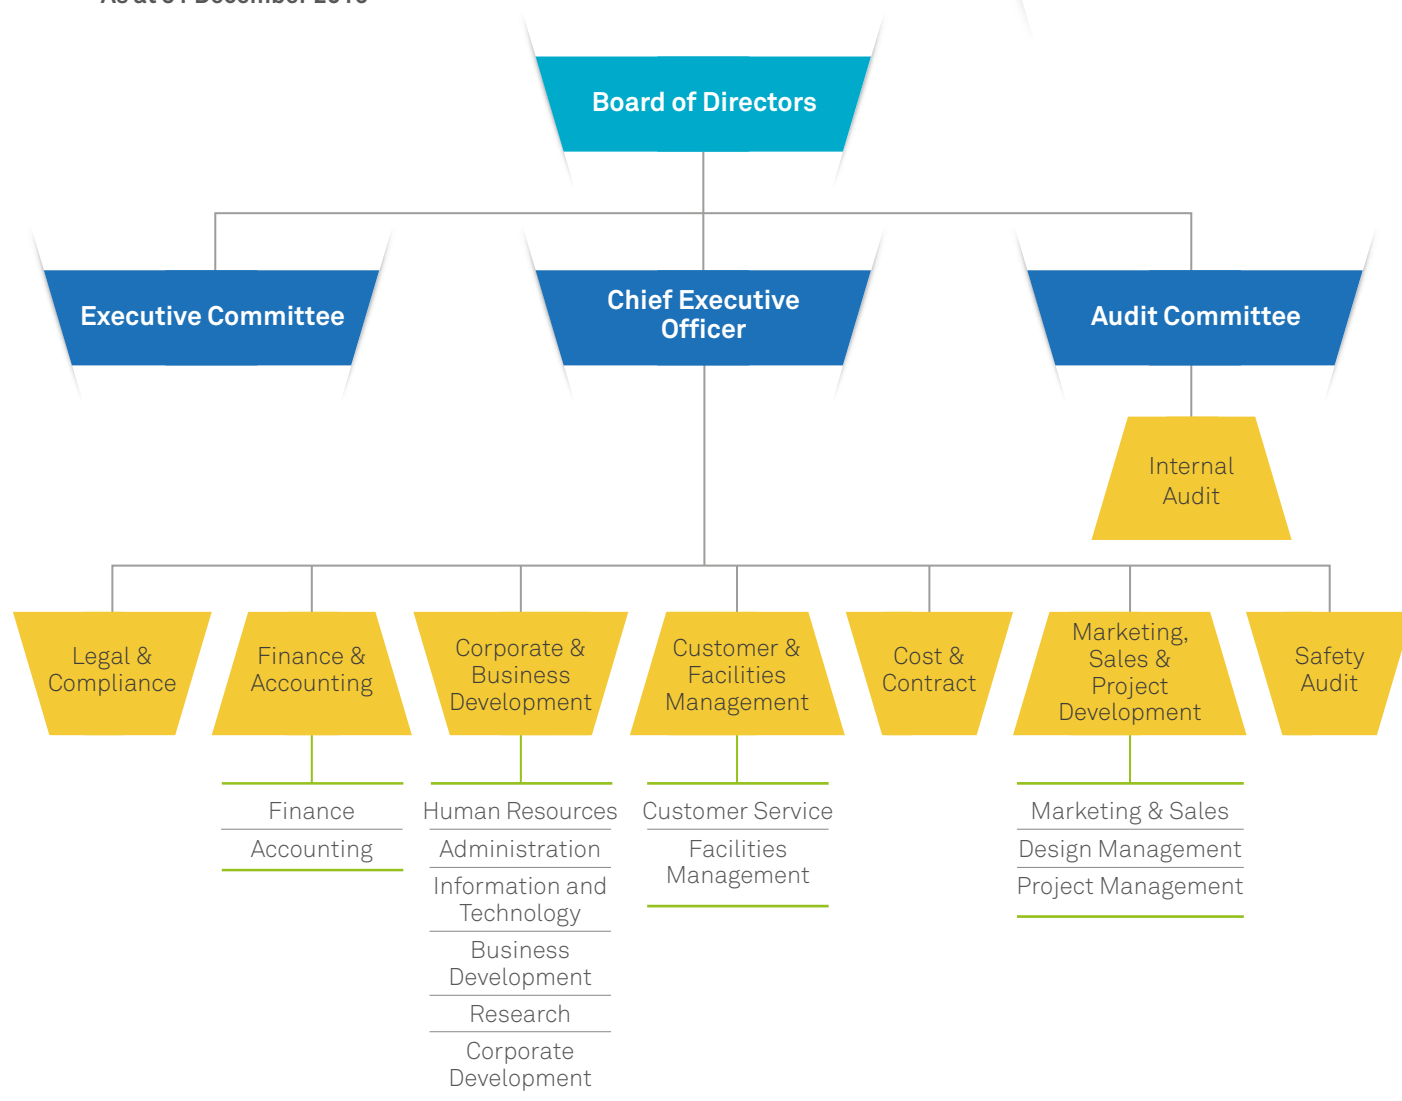 Board of Directors
Executive Committee
Chief Executive
Officer
Audit Committee
Internal
Audit
Legal &
Compliance
Finance &
Accounting
Corporate &
Business
Development
Customer &
Facilities
Management
Cost &
Contract
Marketing,
Sales &
Project
Development
Safety
Audit
Finance
Accounting
Human Resources
Administration
Information and
Technology
Business
Development
Research
Corporate
Development
Customer Service
Facilities
Management
Marketing & Sales
Design Management
Project Management